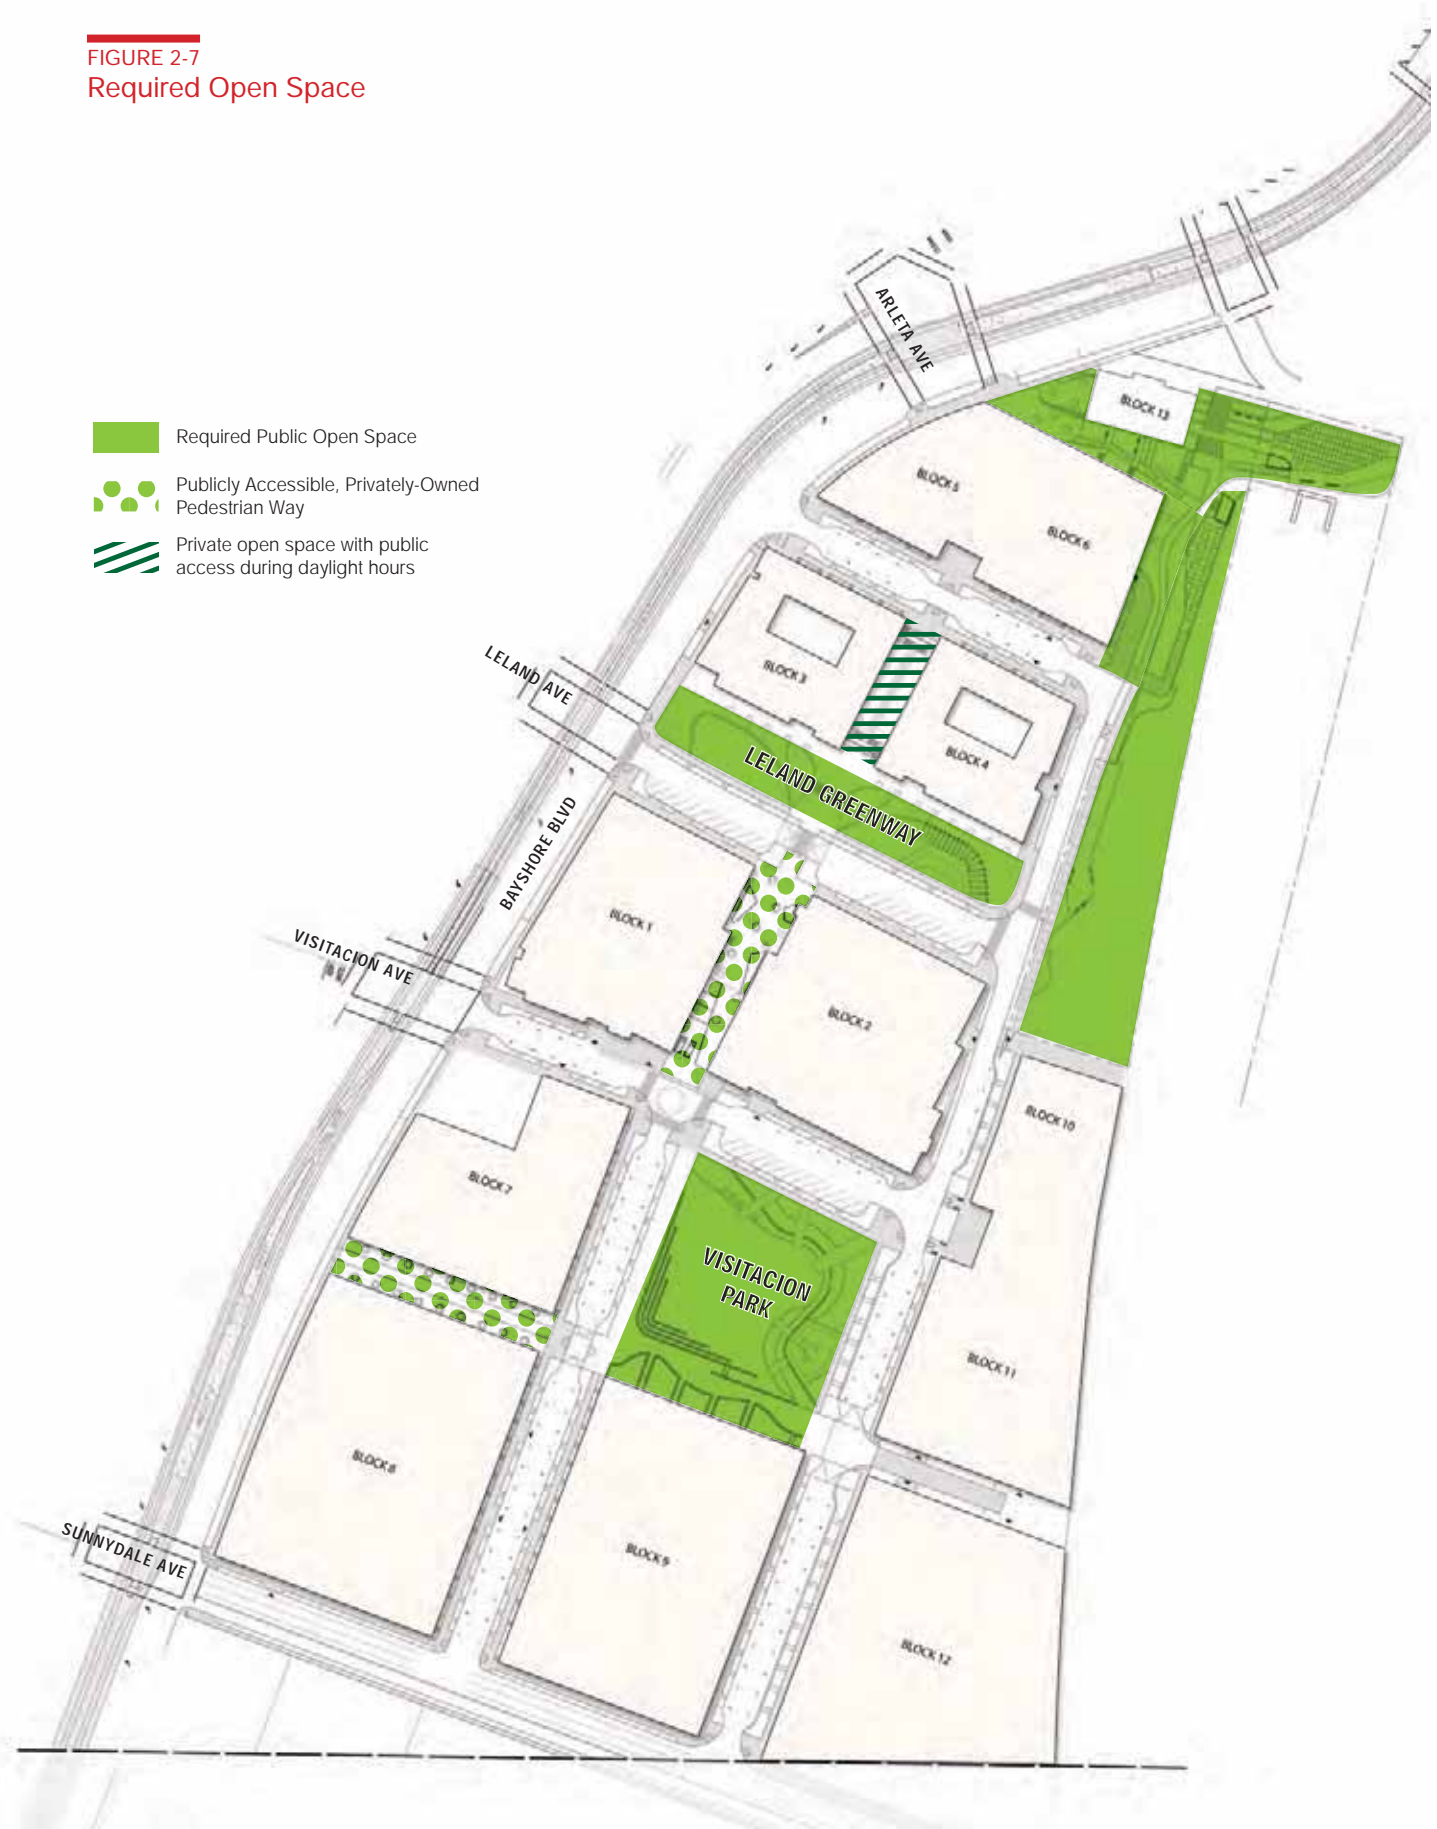 FIGURE 2-7
Required Open Space
Required Public Open Space
Publicly Accessible, Privately-Owned
Pedestrian Way
Private open space with public
access during daylight hours
ARLETA AVE
BLOCK 13
BLOCK 5
BLOCK 6
LELAND AVE
BLOCK 3
BLOCK 4
LELAND GREENWAY
BAYSHORE BLVD
BLOCK 1
VISITACION AVE
BLOCK 2
BLOCK 10
BLOCK 7
VISITACION
PARK
BLOCK 11
BLOCK 8
SUNNYDALE AVE
BLOCK 9
BLOCK 12